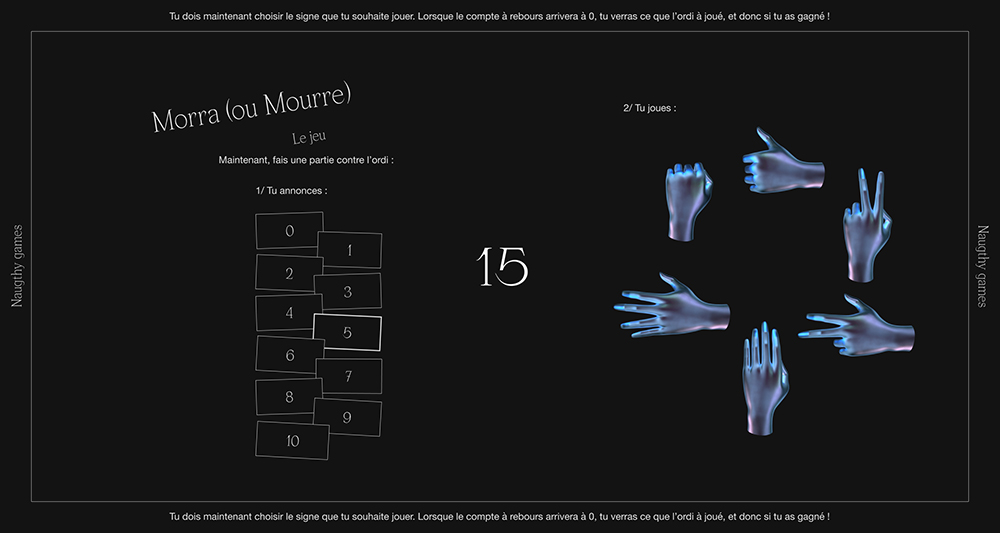 Tu dois maintenant choisir le signe que tu souhaite jouer. Lorsque le compte à rebours arrivera à 0, tu verras ce que l'ordi à joué, et donc si tu as gagné !
Morra (ou Mourre)
Le jeu
Maintenant, fais une partie contre l'ordi :
1/ Tu annonces :
0
1
2
3
4
5
6
7
8
9
10
15
2/ Tu joues :
Naugthy games
Naugthy games
Tu dois maintenant choisir le signe que tu souhaite jouer. Lorsque le compte à rebours arrivera à 0, tu verras ce que l'ordi à joué, et donc si tu as gagné !